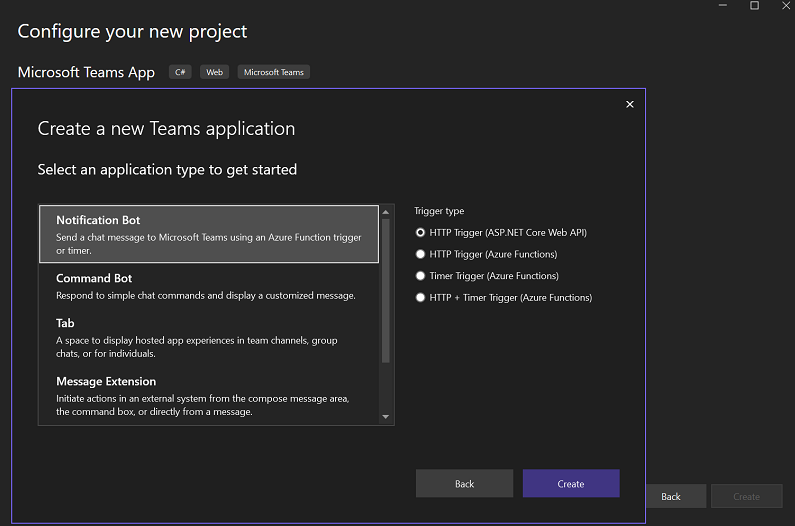 Configure your new project
Microsoft Teams App C# Web Microsoft Teams
Create a new Teams application
Select an application type to get started
Notification Bot
Send a chat message to Microsoft Teams using an Azure Function trigger
or timer.
Command Bot
Respond to simple chat commands and display a customized message.
Tab
A space to display hosted app experiences in team channels, group
chats, or for individuals.
Message Extension
Initiate actions in an external system from the compose message area,
the command box, or directly from a message.
Trigger type
HTTP Trigger (ASP.NET Core Web API)
HTTP Trigger (Azure Functions)
Timer Trigger (Azure Functions)
HTTP + Timer Trigger (Azure Functions)
Back Create
Back Create